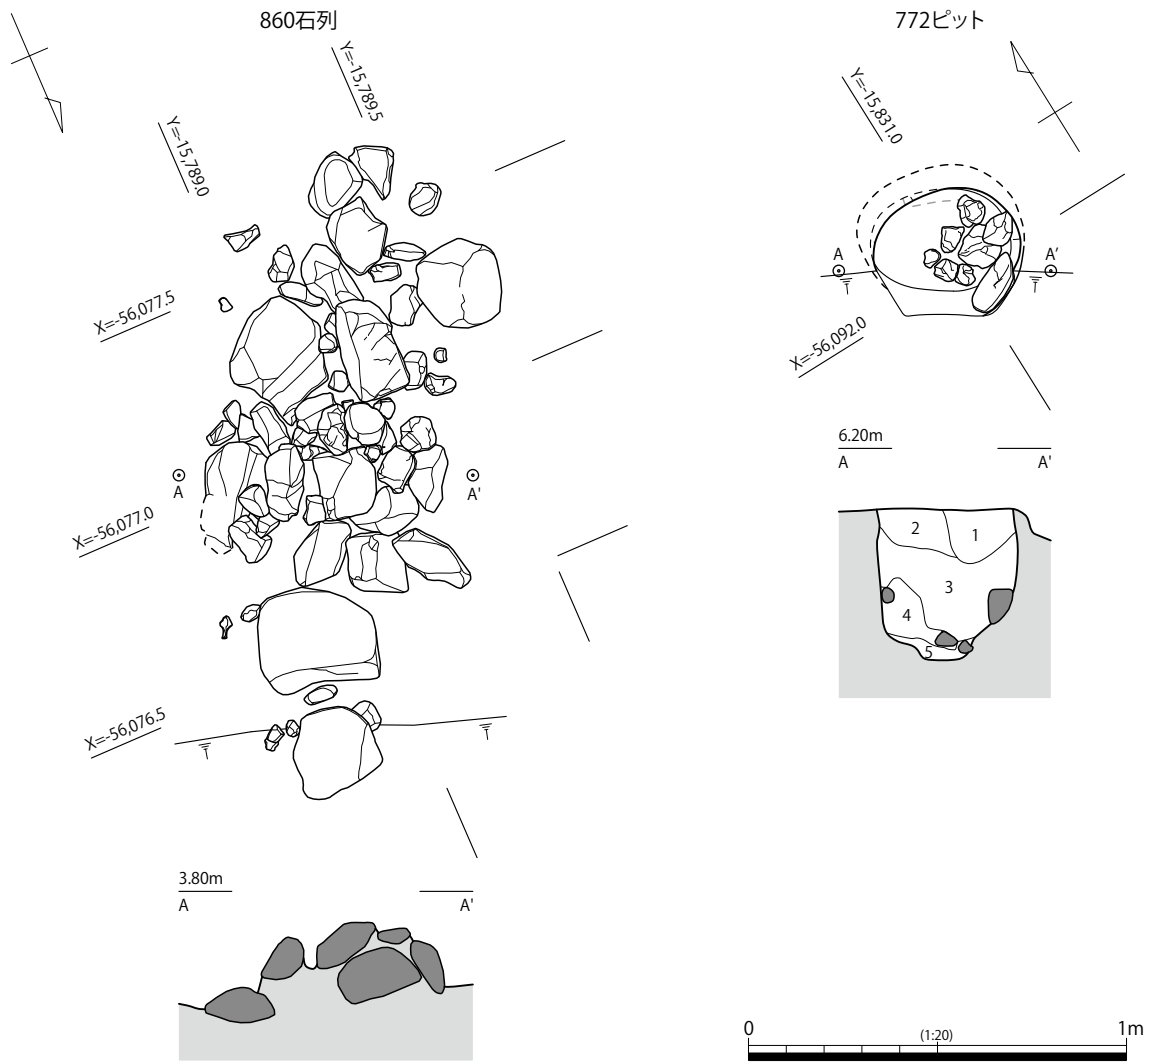 860石列
Y=-15,789.5
Y=-15,789.0
X=-56,077.5
A
A'
X=-56,077.0
X=-56,076.5
3.80m
A
A'
772ピット
Y=-15,831.0
A
A'
X=-56,092.0
6.20m
A
A'
2
1
3
4
5
0
(1:20)
1m